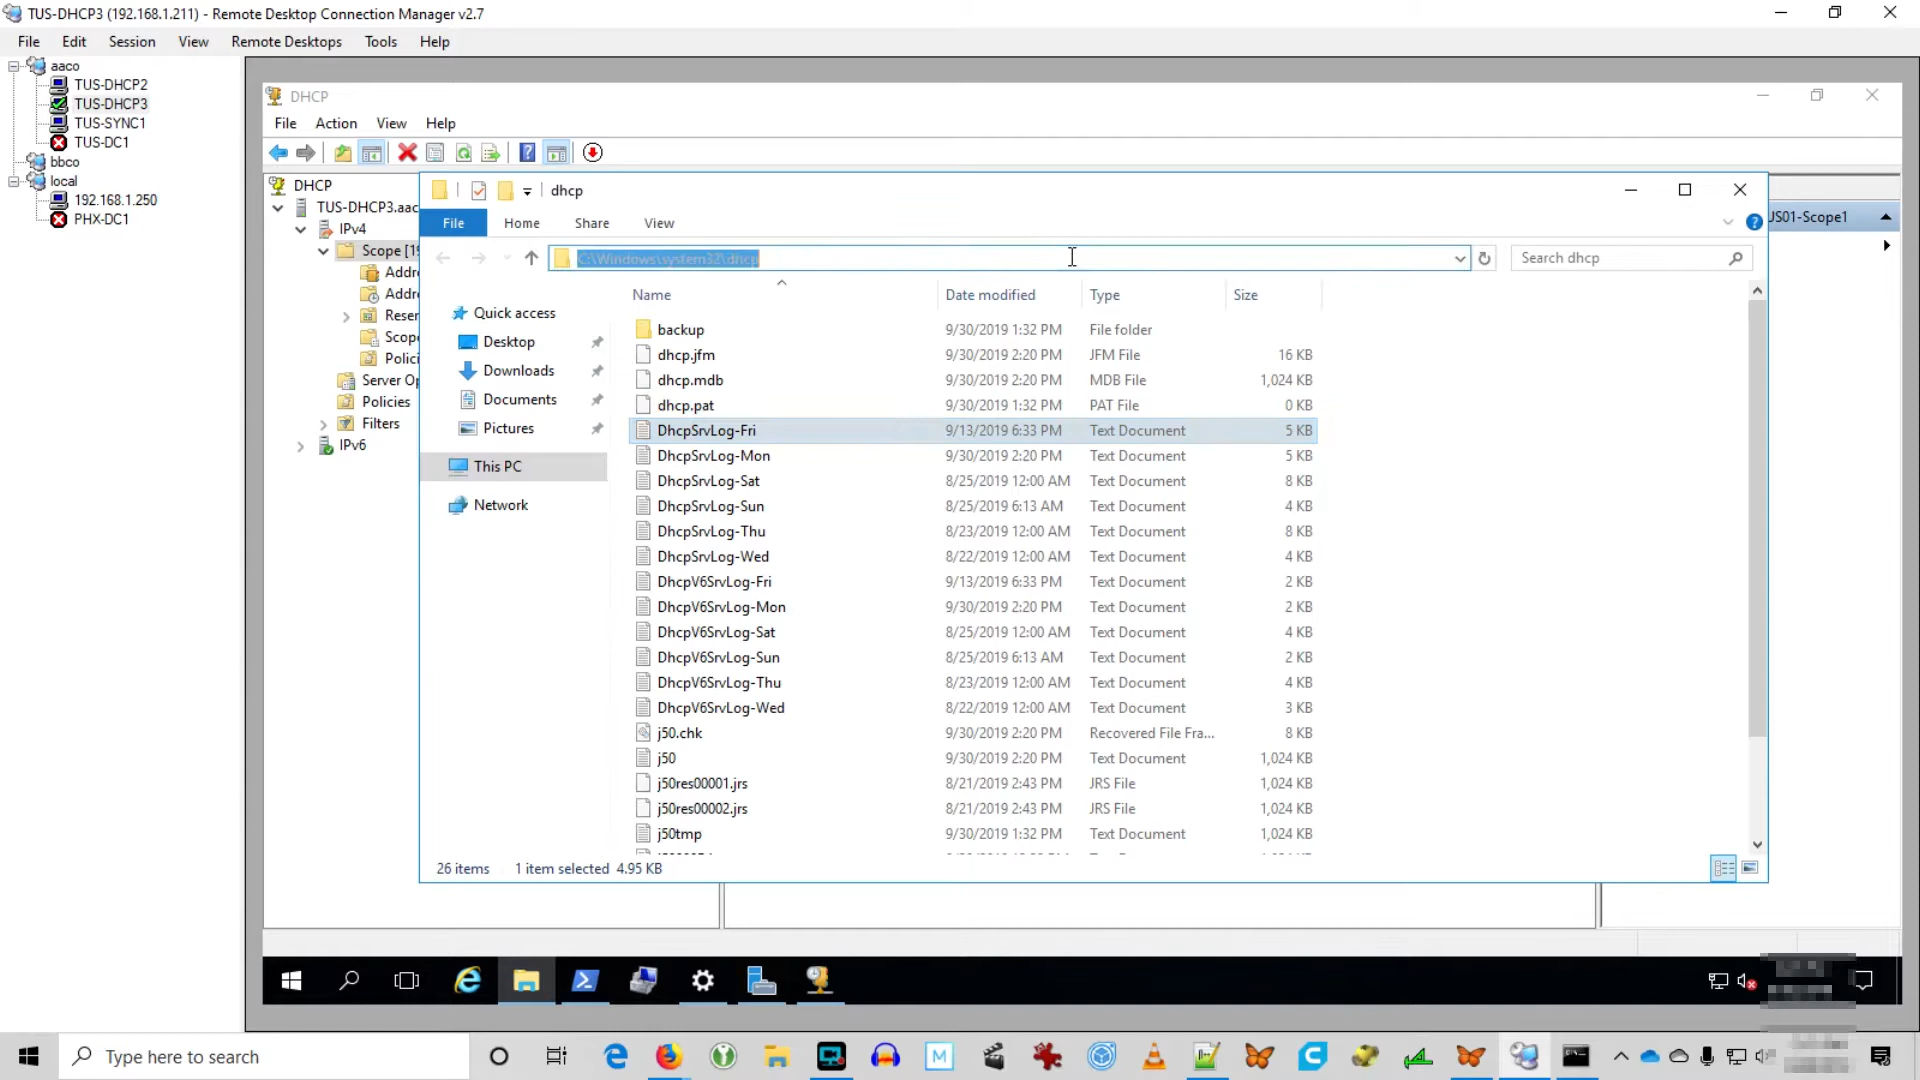 TUS-DHCP3 (192.168.1.211) - Remote Desktop Connection Manager v2.7
File Edit Session View Remote Desktops Tools Help
aaco
TUS-DHCP2
TUS-DHCP3
TUS-SYNC1
TUS-DC1
bbco
local
192.168.1.250
PHX-DC1
DHCP
File Action View Help
DHCP
TUS-DHCP3.aac
IPv4
Scope [19
Addre
Addre
Reser
Scope
Polici
Server Op
Policies
Filters
IPv6
JS01-Scope1
dhcp
File Home Share View
C:\Windows\system32\dhcp
Search dhcp
Quick access
Desktop
Downloads
Documents
Pictures
This PC
Network
Name Date modified Type Size
backup 9/30/2019 1:32 PM File folder
dhcp.jfm 9/30/2019 2:20 PM JFM File 16 KB
dhcp.mdb 9/30/2019 2:20 PM MDB File 1,024 KB
dhcp.pat 9/30/2019 1:32 PM PAT File 0 KB
DhcpSrvLog-Fri 9/13/2019 6:33 PM Text Document 5 KB
DhcpSrvLog-Mon 9/30/2019 2:20 PM Text Document 5 KB
DhcpSrvLog-Sat 8/25/2019 12:00 AM Text Document 8 KB
DhcpSrvLog-Sun 8/25/2019 6:13 AM Text Document 4 KB
DhcpSrvLog-Thu 8/23/2019 12:00 AM Text Document 8 KB
DhcpSrvLog-Wed 8/22/2019 12:00 AM Text Document 4 KB
DhcpV6SrvLog-Fri 9/13/2019 6:33 PM Text Document 2 KB
DhcpV6SrvLog-Mon 9/30/2019 2:20 PM Text Document 2 KB
DhcpV6SrvLog-Sat 8/25/2019 12:00 AM Text Document 4 KB
DhcpV6SrvLog-Sun 8/25/2019 6:13 AM Text Document 2 KB
DhcpV6SrvLog-Thu 8/23/2019 12:00 AM Text Document 4 KB
DhcpV6SrvLog-Wed 8/22/2019 12:00 AM Text Document 3 KB
j50.chk 9/30/2019 2:20 PM Recovered File Fra... 8 KB
j50 9/30/2019 2:20 PM Text Document 1,024 KB
j50res00001.jrs 8/21/2019 2:43 PM JRS File 1,024 KB
j50res00002.jrs 8/21/2019 2:43 PM JRS File 1,024 KB
j50tmp 9/30/2019 1:32 PM Text Document 1,024 KB
26 items 1 item selected 4.95 KB
Type here to search